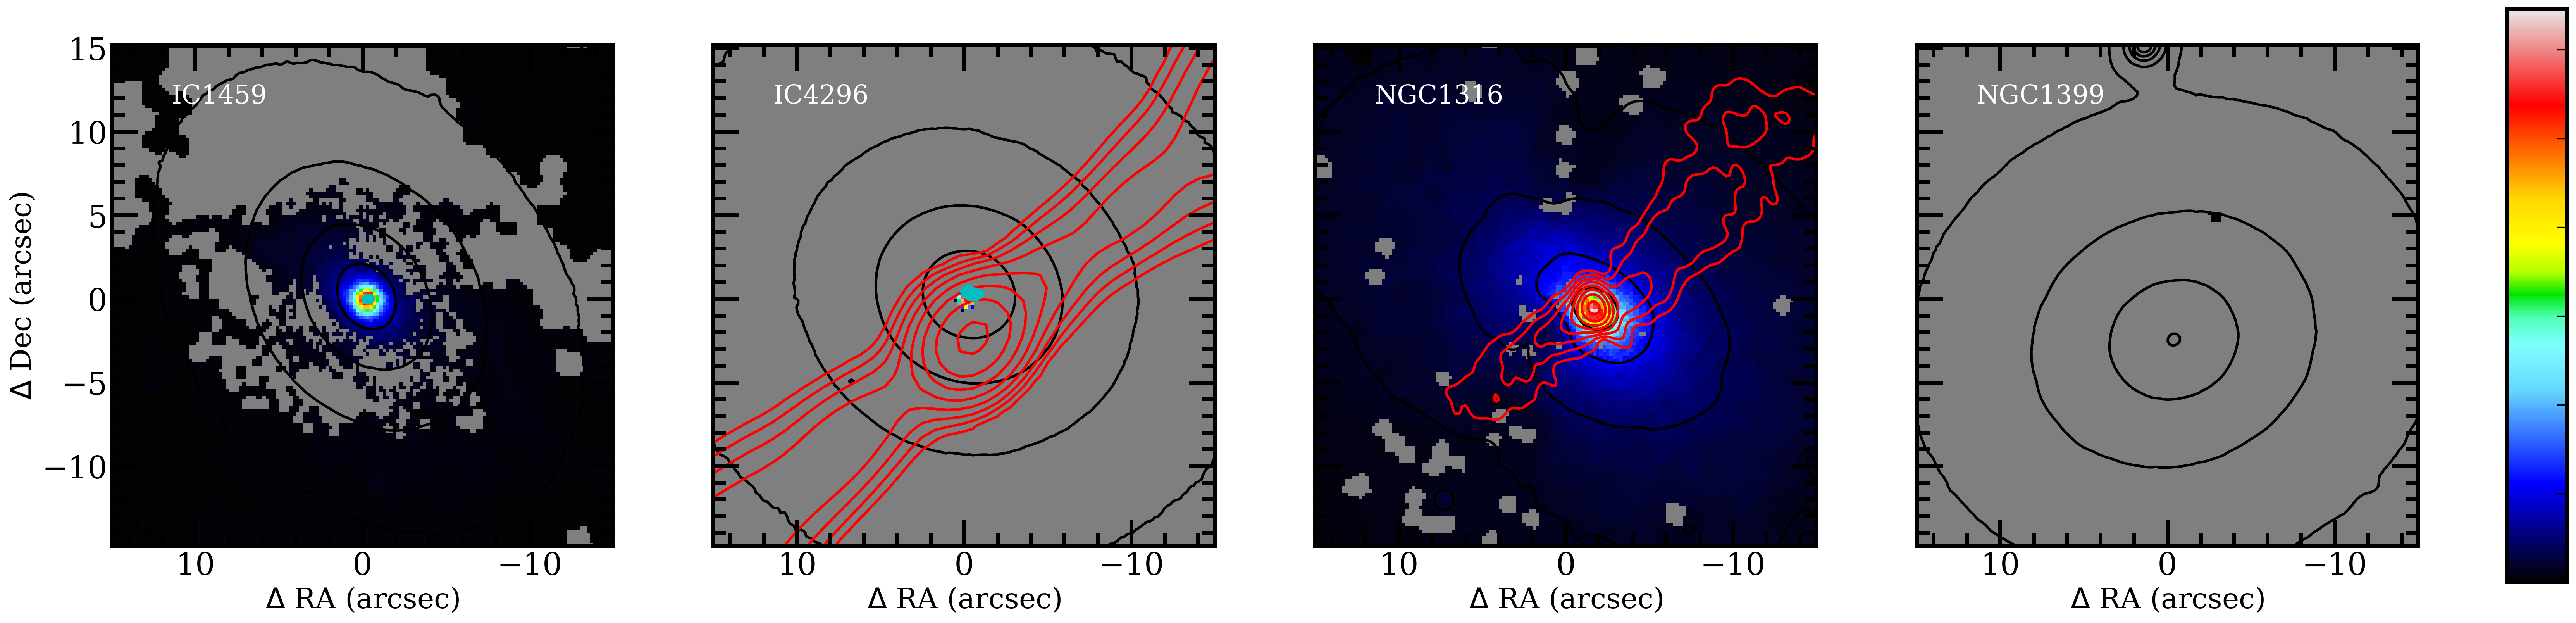 IC1459
IC4296
NGC1316
NGC1399
15
10
5
0
−5
−10
Δ Dec (arcsec)
10 0 −10
10 0 −10
10 0 −10
10 0 −10
Δ RA (arcsec)
Δ RA (arcsec)
Δ RA (arcsec)
Δ RA (arcsec)